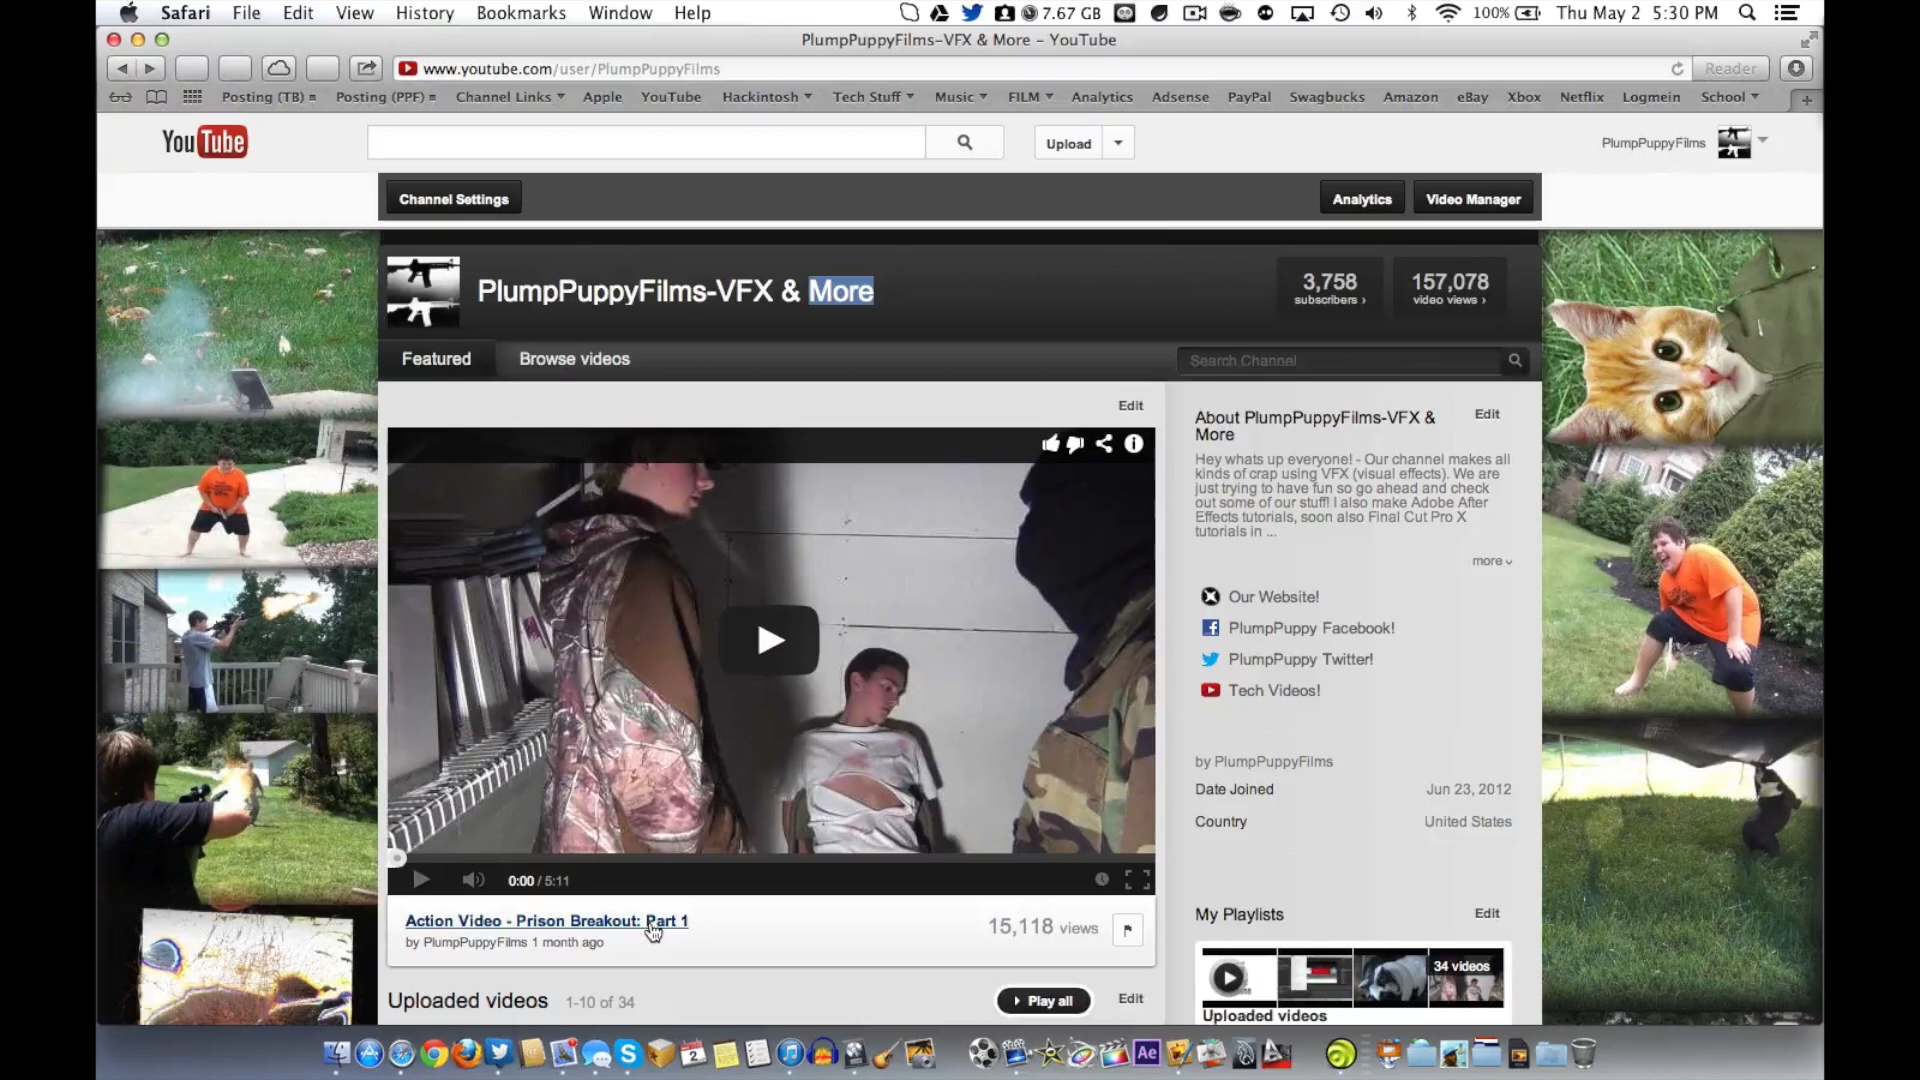 Safari File Edit View History Bookmarks Window Help 7.67 GB 100% Thu May 2 5:30 PM
PlumpPuppyFilms-VFX & More - YouTube
www.youtube.com/user/PlumpPuppyFilms Reader
Posting (TB) Posting (PPF) Channel Links Apple YouTube Hackintosh Tech Stuff Music FILM Analytics Adsense PayPal Swagbucks Amazon eBay Xbox Netflix Logmein School
YouTube Upload PlumpPuppyFilms
Channel Settings Analytics Video Manager
PlumpPuppyFilms-VFX & More
3,758 subscribers ›
157,078 video views ›
Featured Browse videos Search Channel
Edit
0:00 / 5:11
Action Video - Prison Breakout: Part 1
by PlumpPuppyFilms 1 month ago
15,118 views
Uploaded videos 1-10 of 34 Play all Edit
About PlumpPuppyFilms-VFX & Edit
More
Hey whats up everyone! - Our channel makes all
kinds of crap using VFX (visual effects). We are
just trying to have fun so go ahead and check
out some of our stuff! I also make Adobe After
Effects tutorials, soon also Final Cut Pro X
tutorials in ...
more
Our Website!
PlumpPuppy Facebook!
PlumpPuppy Twitter!
Tech Videos!
by PlumpPuppyFilms
Date Joined Jun 23, 2012
Country United States
My Playlists Edit
34 videos
Uploaded videos
2 Ae